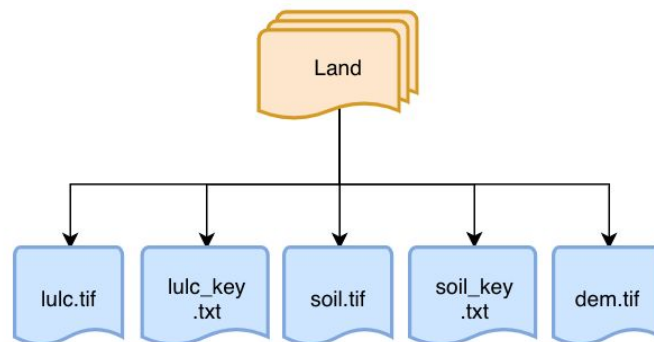 Land
lulc.tif
lulc_key
.txt
soil.tif
soil_key
.txt
dem.tif